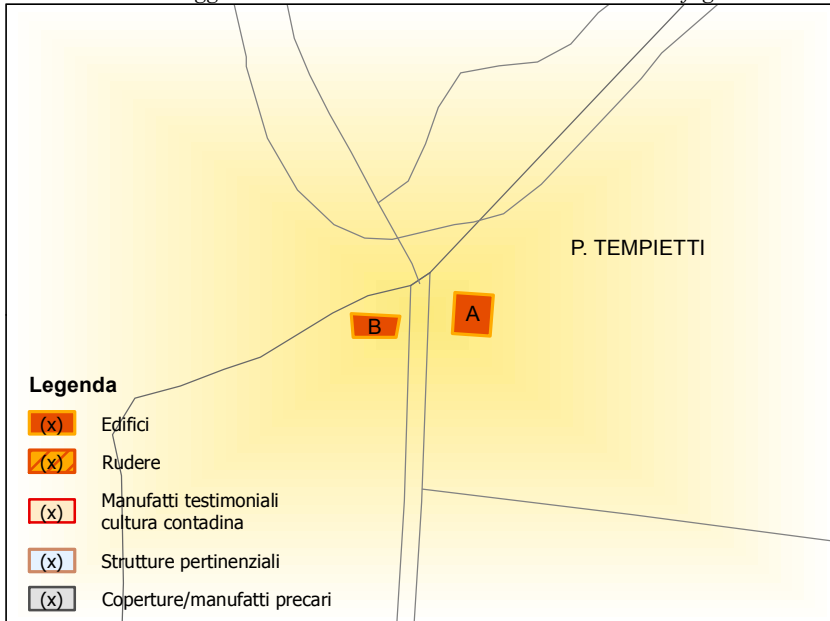 P. TEMPIETTI
A
B
Legenda
(x) Edifici
(x) Rudere
(x) Manufatti testimoniali
cultura contadina
(x) Strutture pertinenziali
(x) Coperture/manufatti precari